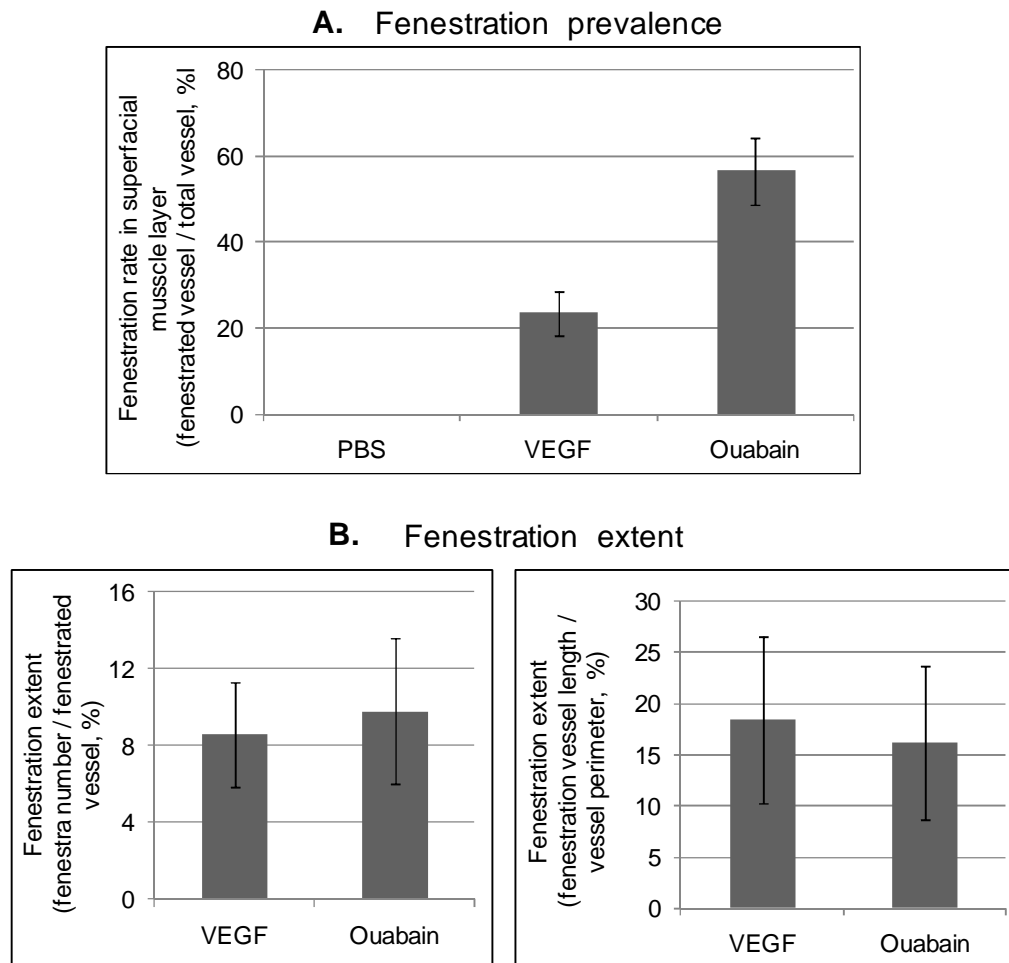 A. Fenestration prevalence
Fenestration rate in superfacial
musscle layer
(fenestrated vessel / total vessel, %l
80
60
40
20
0
PBS VEGF Ouabain
B. Fenestration extent
Fenestration extent
(fenestra number / fenestrated
vessel, %)
16
12
8
4
0
VEGF Ouabain
Fenestration extent
(fenestration vessel length /
vessel perimeter, %)
30
25
20
15
10
5
0
VEGF Ouabain